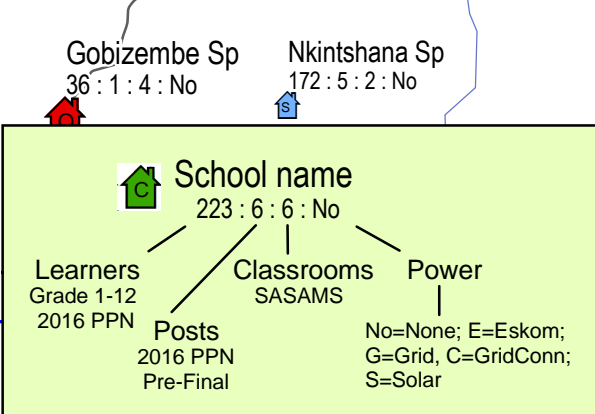 Gobizembe Sp
36 : 1 : 4 : No
Nkintshana Sp
172 : 5 : 2 : No
S
C
School name
223 : 6 : 6 : No
Learners
Grade 1-12
2016 PPN
Posts
2016 PPN
Pre-Final
Classrooms
SASAMS
Power
No=None; E=Eskom;
G=Grid, C=GridConn;
S=Solar